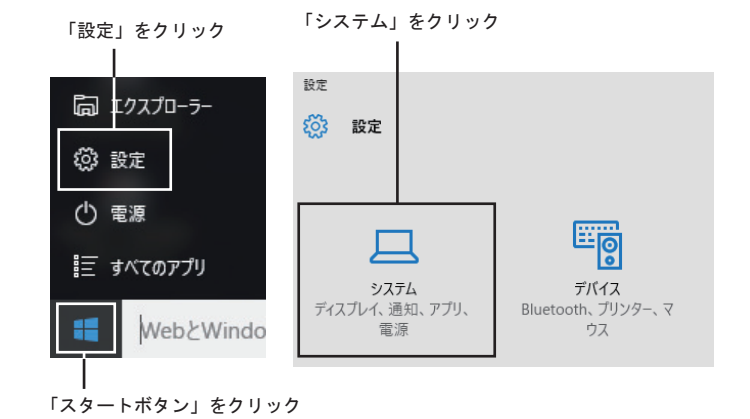 「設定」をクリック
「システム」をクリック
エクスプローラー
設定
電源
すべてのアプリ
WebとWindo
「スタートボタン」をクリック
設定
設定
システム
ディスプレイ、通知、アプリ、
電源
デバイス
Bluetooth、プリンター、マ
ウス